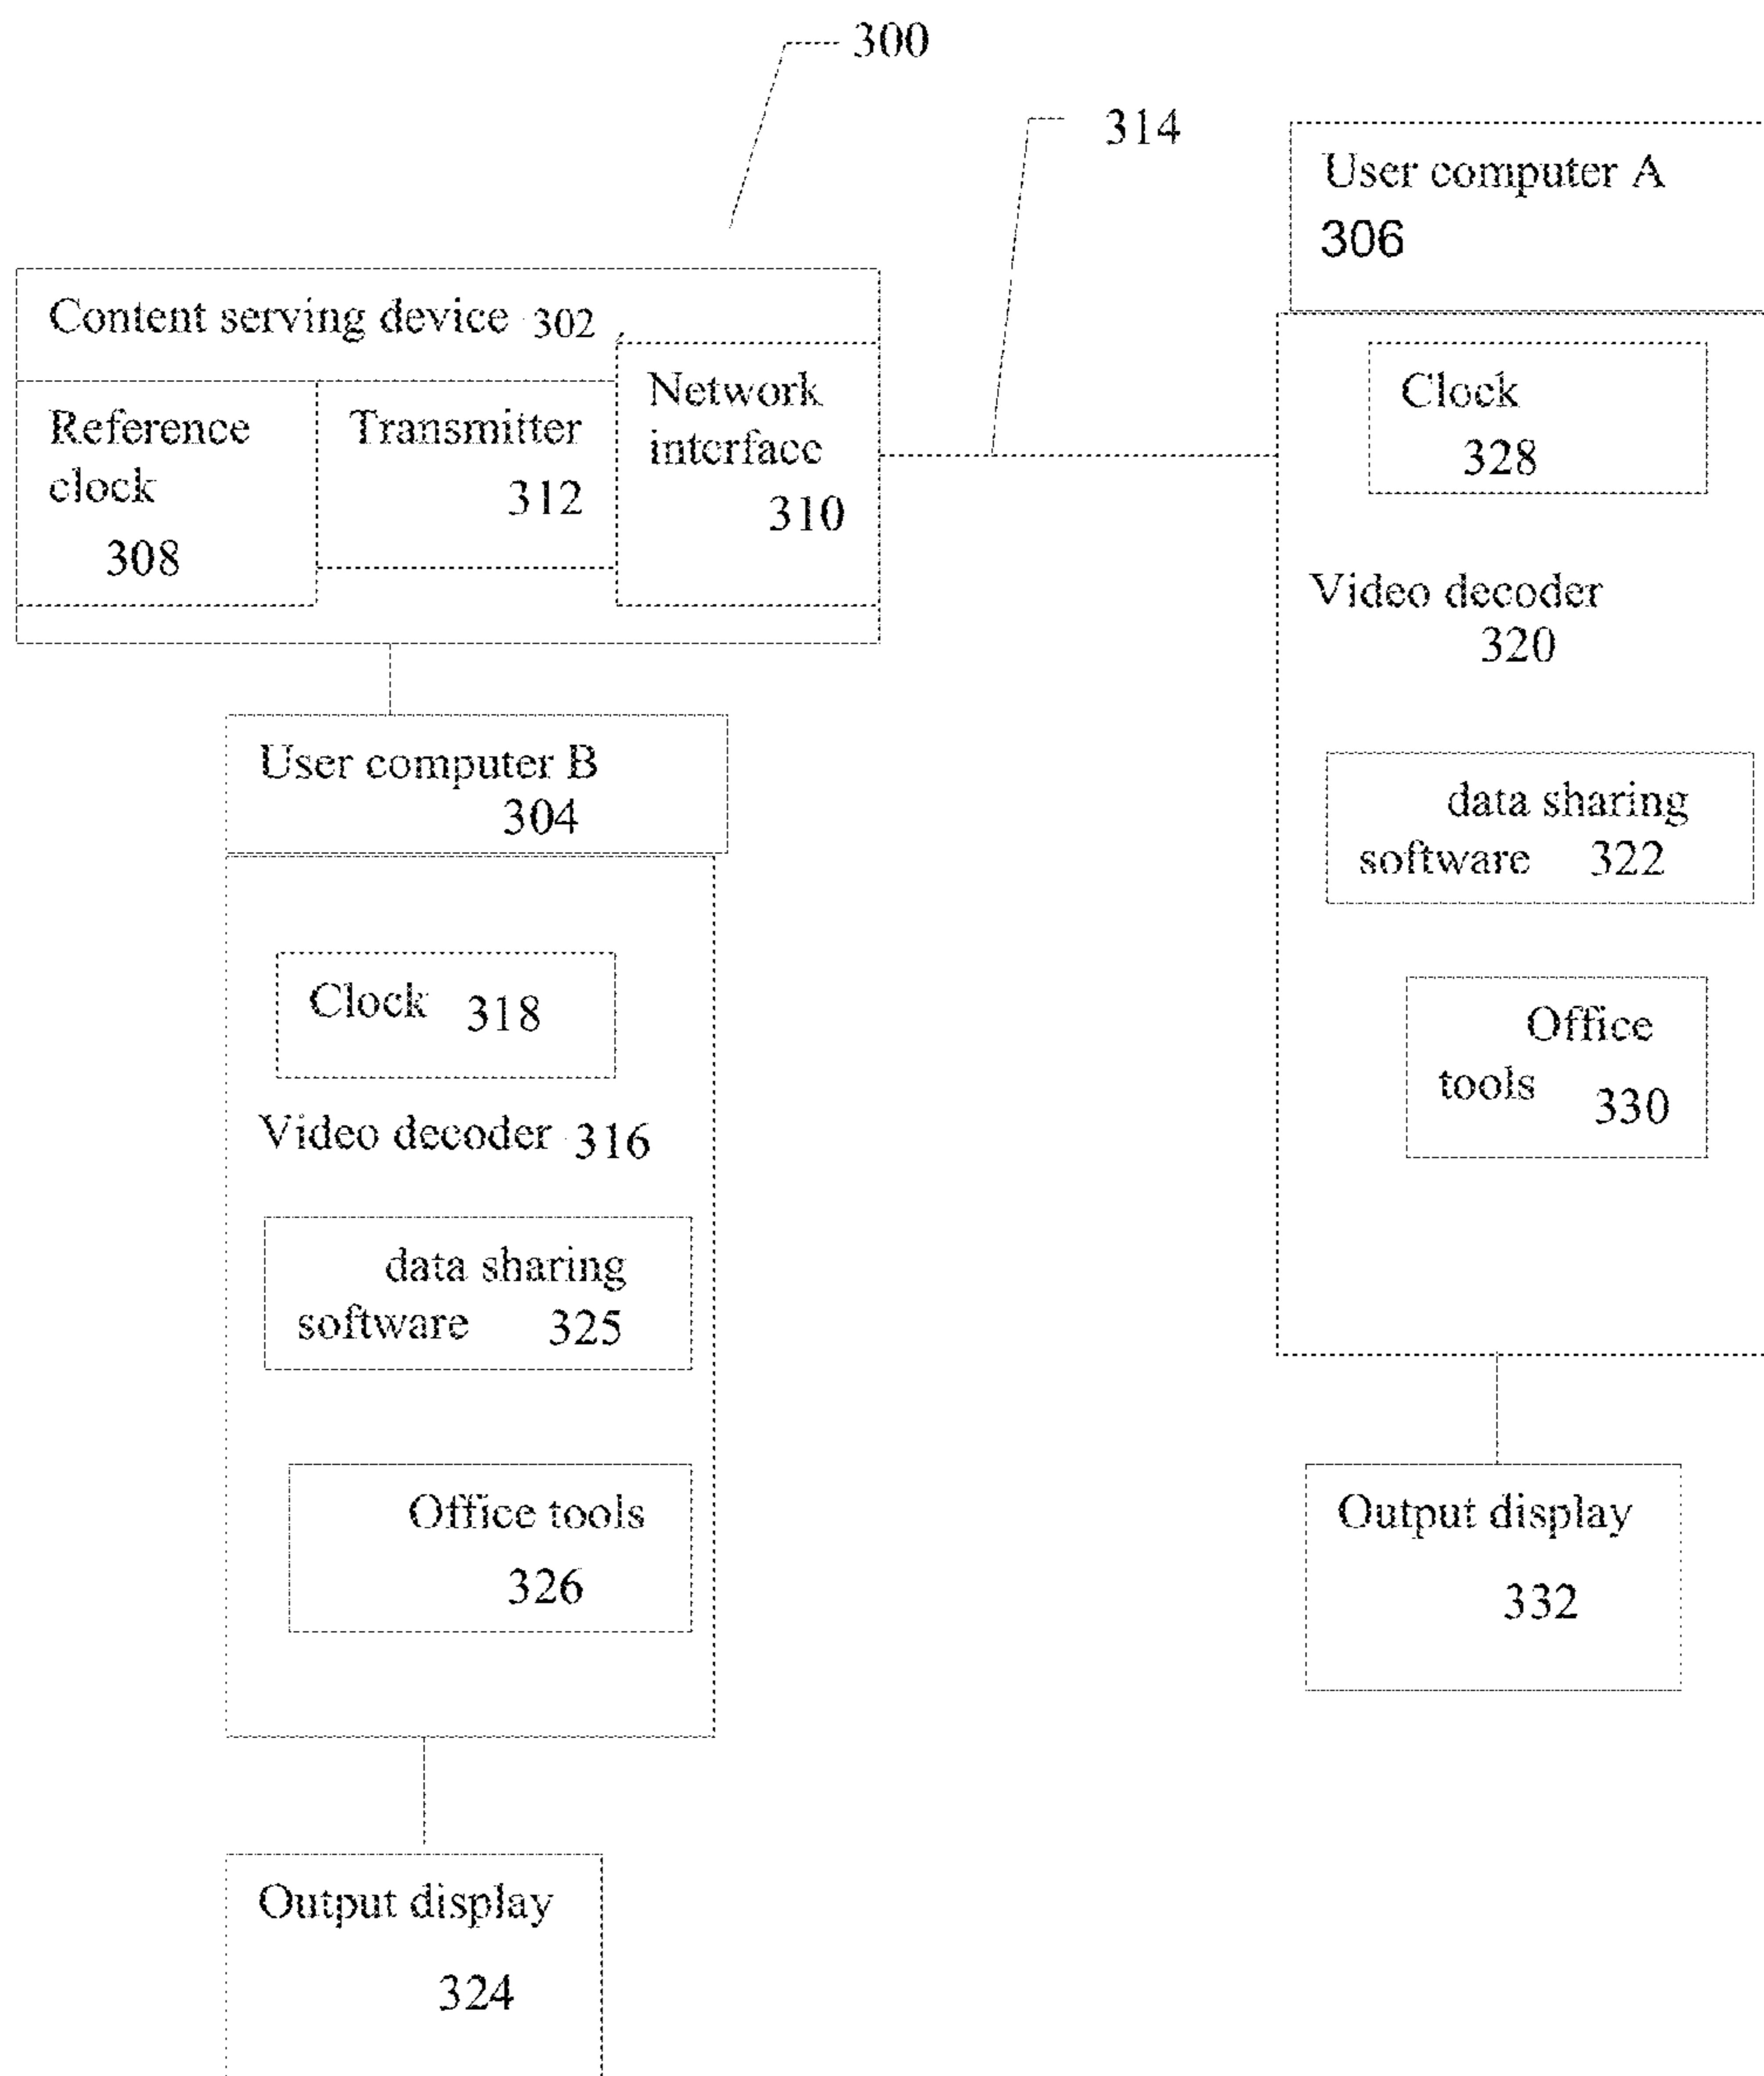 300
314
User computer A
306
Content serving device 302
Reference
clock
308
Transmitter
312
Network
interface
310
Clock
328
Video decoder
320
data sharing
software 322
Office
tools 330
Output display
332
User computer B
304
Clock 318
Video decoder 316
data sharing
software 325
Office tools
326
Output display
324